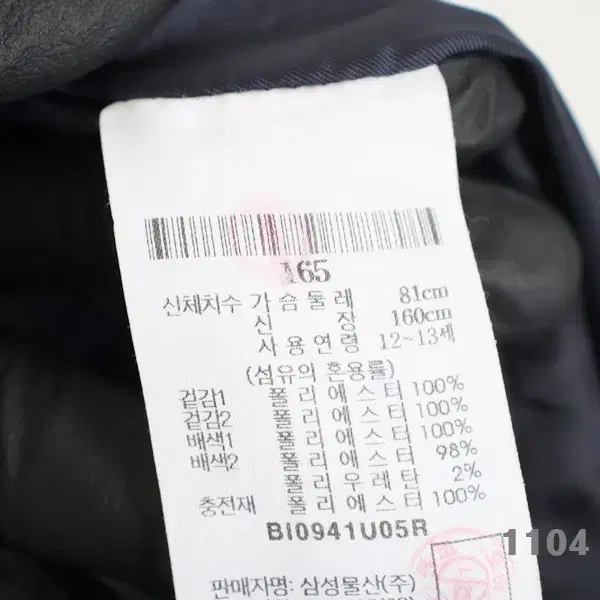 165
신체치수 가 슴 둘 레 81cm
신 장 160cm
사 용 연 령 12~13세
(섬유의 혼용률)
겉감1 폴 리 에 스 터 100%
겉감2 폴 리 에 스 터 100%
배색1 폴 리 에 스 터 100%
배색2 폴 리 에 스 터 98%
폴 리 우 레 탄 2%
충전재 폴 리 에 스 터 100%
BI0941U05R
판매자명: 삼성물산(주)
1104